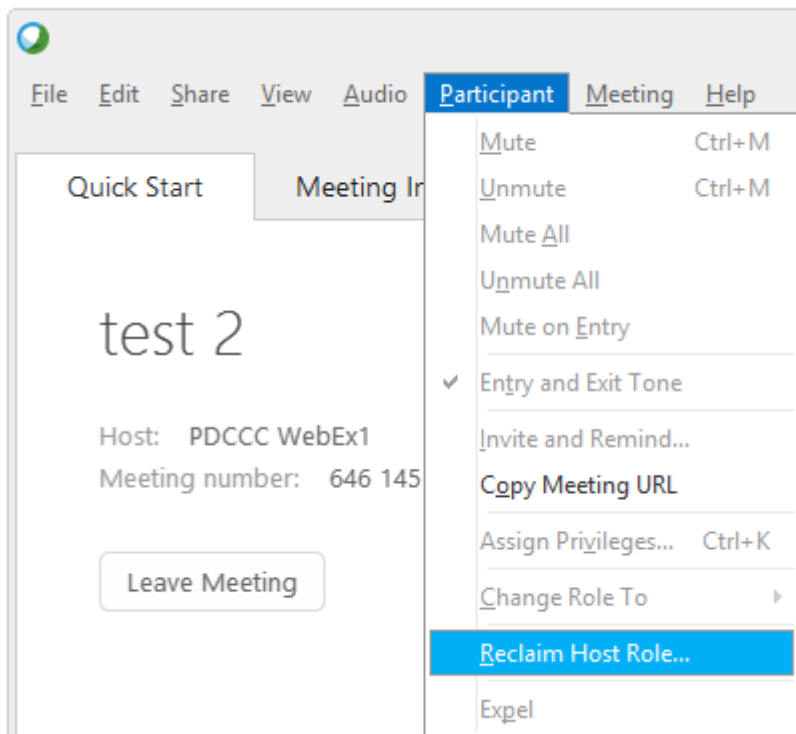 File Edit Share View Audio Participant Meeting Help
Quick Start Meeting In
test 2
Host: PDCCC WebEx1
Meeting number: 646 145
Leave Meeting
Mute Ctrl+M
Unmute Ctrl+M
Mute All
Unmute All
Mute on Entry
Entry and Exit Tone
Invite and Remind...
Copy Meeting URL
Assign Privileges... Ctrl+K
Change Role To
Reclaim Host Role...
Expel